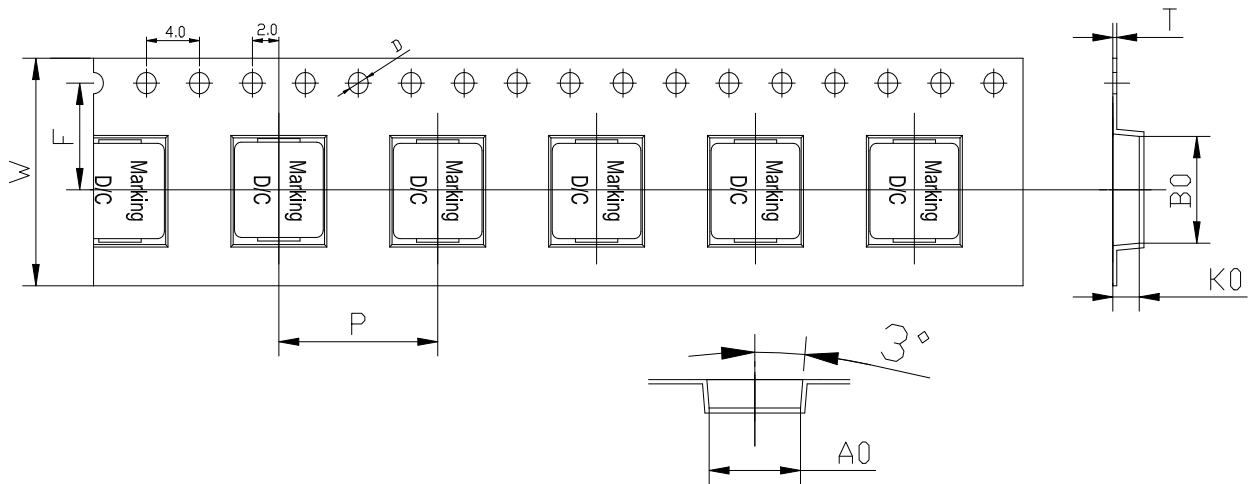 4.0
2.0
D
T
F
W
Marking
D/C
Marking
D/C
Marking
D/C
Marking
D/C
Marking
D/C
Marking
D/C
B0
K0
P
3°
A0